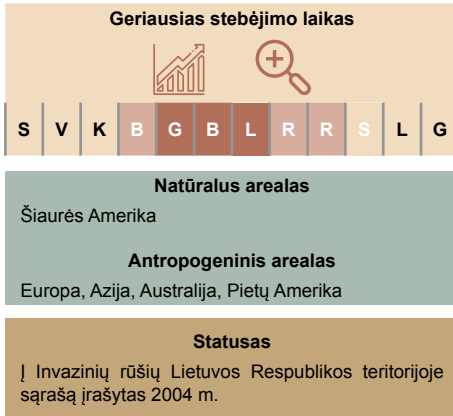 Geriausias stebėjimo laikas
S V K B G B L R R S L G
Natūralus arealas
Šiaurės Amerika
Antropogeninis arealas
Europa, Azija, Australija, Pietų Amerika
Statusas
Į Invazinių rūšių Lietuvos Respublikos teritorijoje
sąrašą įrašytas 2004 m.